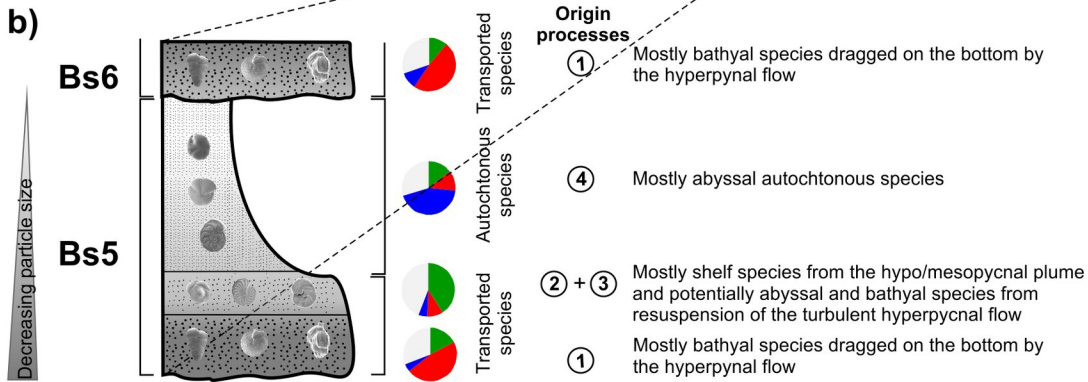 b)
Origin
processes
Bs6
Transported
species
1
Mostly bathyal species dragged on the bottom by
the hyperpynal flow
Decreasing particle size
Bs5
Autochtonous
species
4
Mostly abyssal autochtonous species
Transported
species
2 + 3
Mostly shelf species from the hypo/mesopycnal plume
and potentially abyssal and bathyal species from
resuspension of the turbulent hyperpycnal flow
1
Mostly bathyal species dragged on the bottom by
the hyperpynal flow